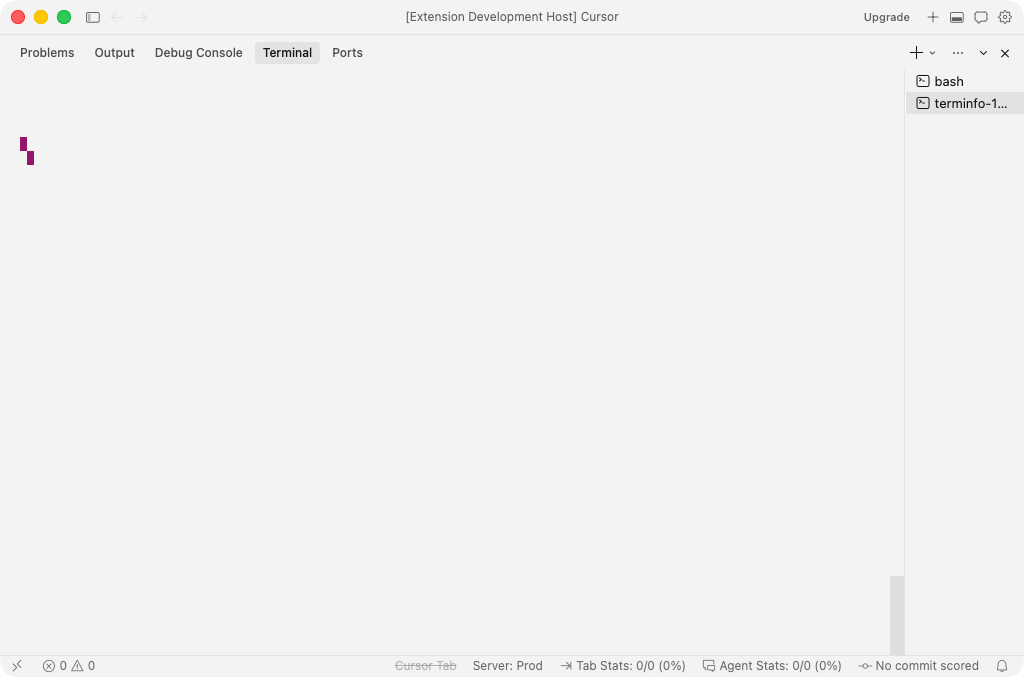 [Extension Development Host] Cursor
Upgrade
Problems Output Debug Console Terminal Ports
bash
terminfo-1...
0 0
Cursor Tab Server: Prod Tab Stats: 0/0 (0%) Agent Stats: 0/0 (0%) No commit scored